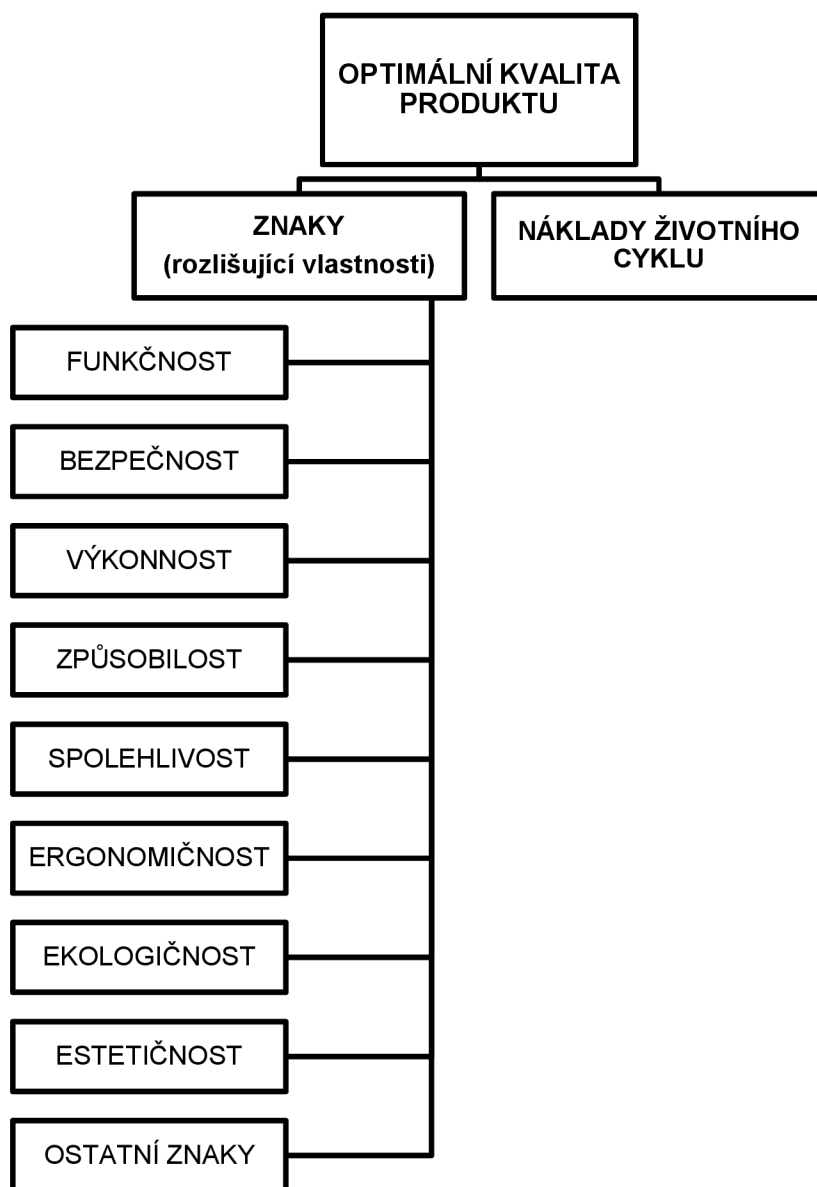 OPTIMÁLNÍ KVALITA
PRODUKTU
ZNAKY
(rozlišující vlastnosti)
NÁKLADY ŽIVOTNÍHO
CYKLU
FUNKČNOST
BEZPEČNOST
VÝKONNOST
ZPŮSOBILOST
SPOLEHLIVOST
ERGONOMIČNOST
EKOLOGIČNOST
ESTETIČNOST
OSTATNÍ ZNAKY